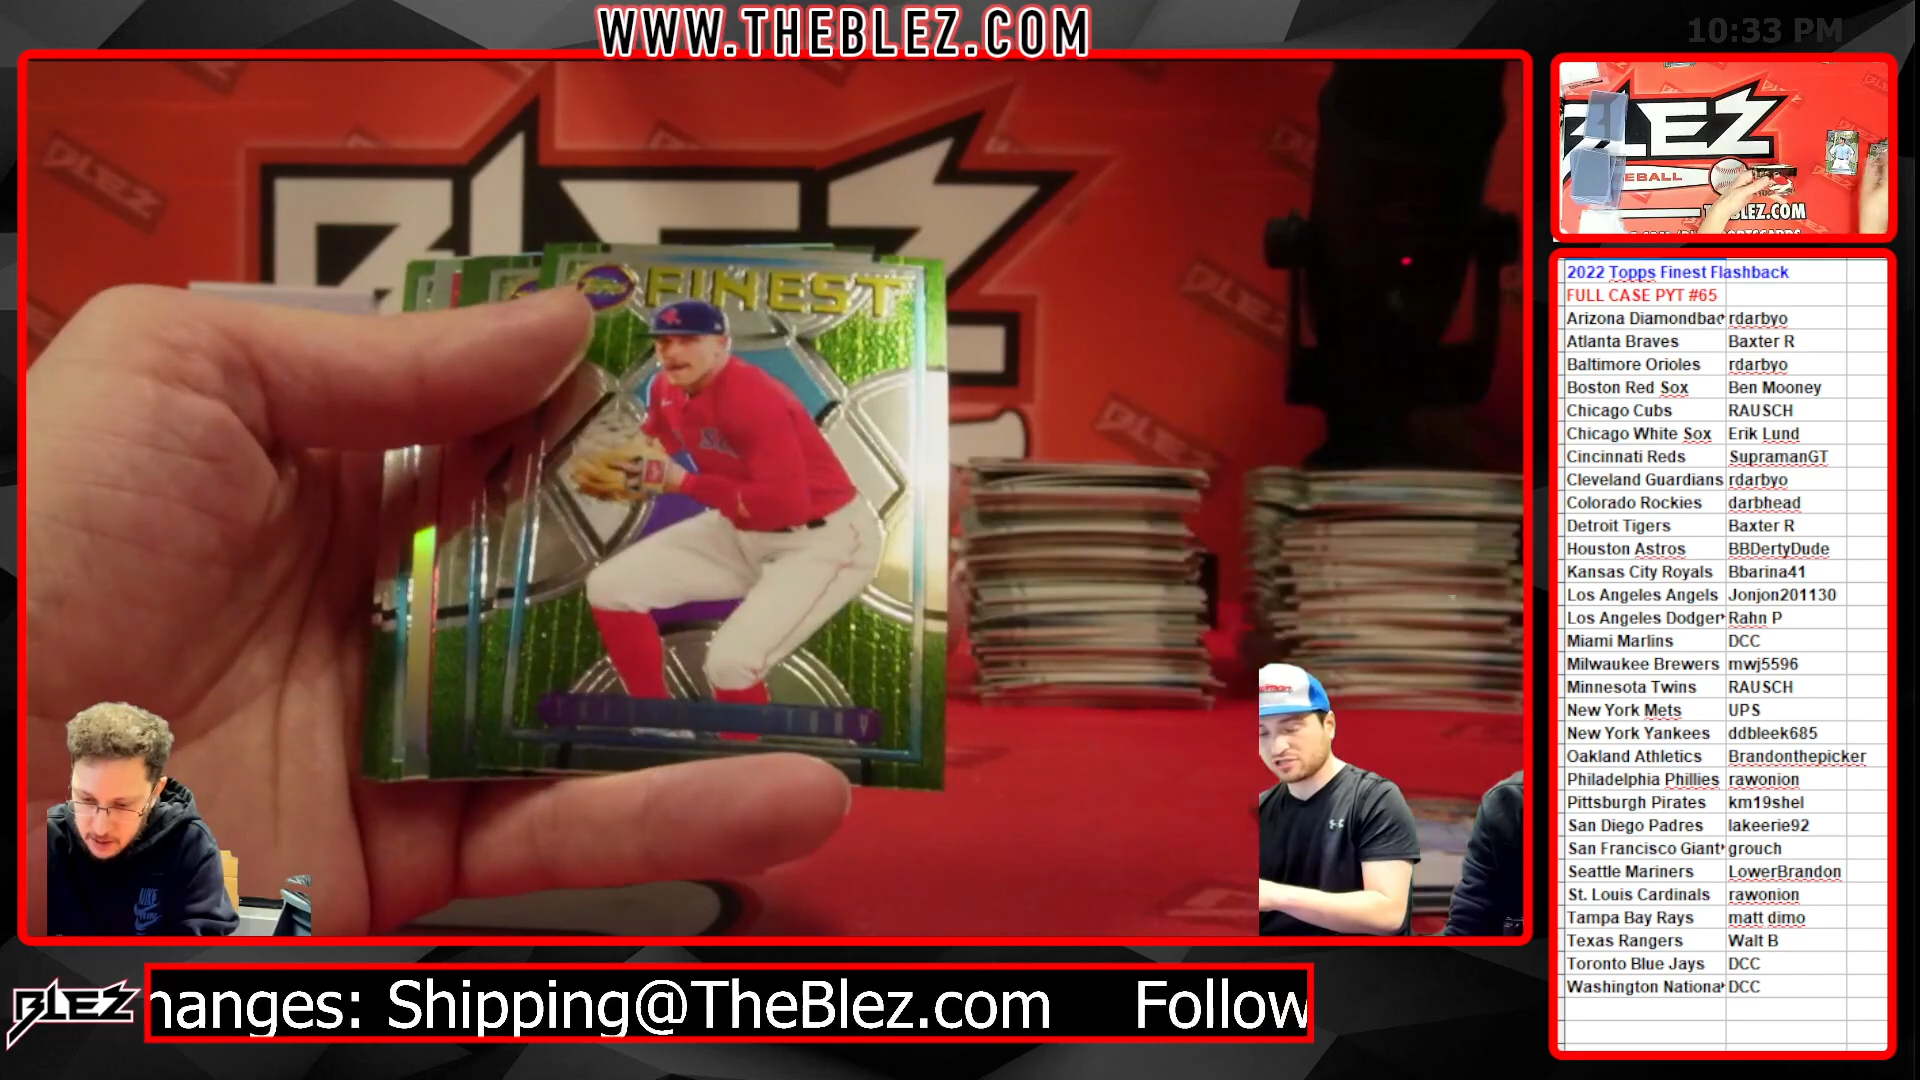 WWW.THEBLEZ.COM
10:33 PM
BLEZ
FINEST
BLEZ
BASEBALL
THEBLEZ.COM
2022 Topps Finest Flashback
FULL CASE PYT #65
Arizona Diamondbac rdarbyo
Atlanta Braves Baxter R
Baltimore Orioles rdarbyo
Boston Red Sox Ben Mooney
Chicago Cubs RAUSCH
Chicago White Sox Erik Lund
Cincinnati Reds SupramanGT
Cleveland Guardians rdarbyo
Colorado Rockies darbhead
Detroit Tigers Baxter R
Houston Astros BBDertyDude
Kansas City Royals Bbarina41
Los Angeles Angels Jonjon201130
Los Angeles Dodger Rahn P
Miami Marlins DCC
Milwaukee Brewers mwj5596
Minnesota Twins RAUSCH
New York Mets UPS
New York Yankees ddbleek685
Oakland Athletics Brandonthepicker
Philadelphia Phillies rawonion
Pittsburgh Pirates km19shel
San Diego Padres lakeerie92
San Francisco Giant grouch
Seattle Mariners LowerBrandon
St. Louis Cardinals rawonion
Tampa Bay Rays matt dimo
Texas Rangers Walt B
Toronto Blue Jays DCC
Washington Nationa DCC
BLEZ
hanges: Shipping@TheBlez.com Follow